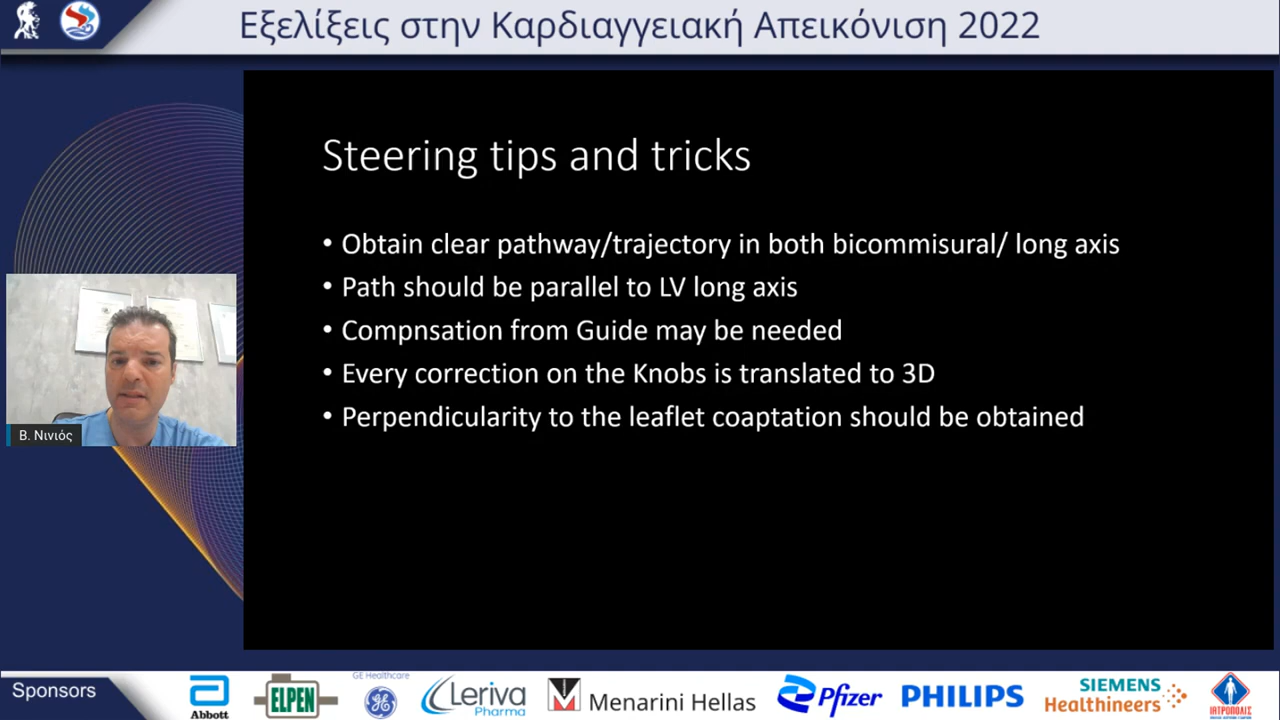 Εξελίξεις στην Καρδιαγγειακή Απεικόνιση 2022
Steering tips and tricks
• Obtain clear pathway/trajectory in both bicommisural/ long axis
• Path should be parallel to LV long axis
• Compnsation from Guide may be needed
• Every correction on the Knobs is translated to 3D
• Perpendicularity to the leaflet coaptation should be obtained
Β. Νινιός
Sponsors
Abbott
ELPEN
GE Healthcare
Leriva
Pharma
Menarini Hellas
Pfizer
PHILIPS
SIEMENS
Healthineers
ΙΑΤΡΟΠΟΛΙΣ